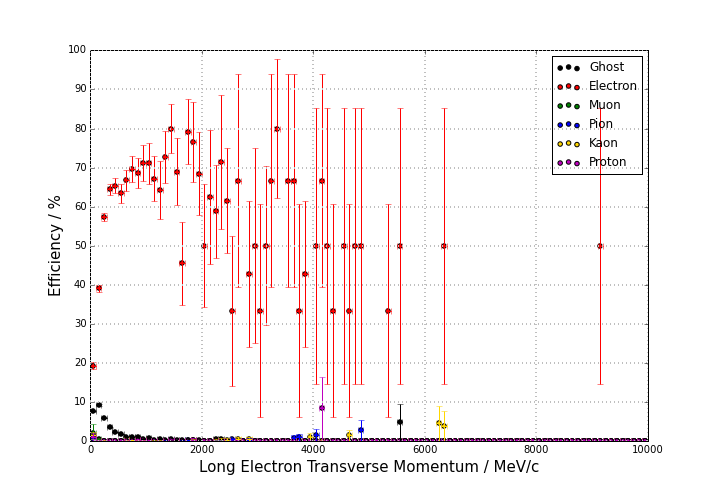 100
90
80
70
60
50
40
30
20
10
0
Efficiency / %
Ghost
Electron
Muon
Pion
Kaon
Proton
0 2000 4000 6000 8000 10000
Long Electron Transverse Momentum / MeV/c